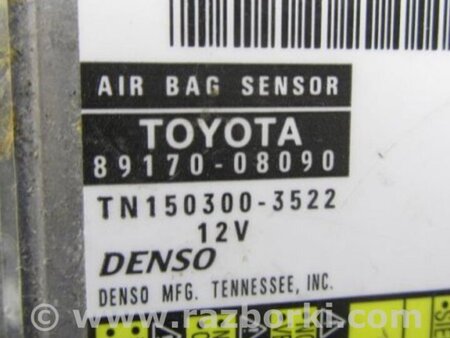 AIR BAG SENSOR
TOYOTA
89170-08090
TN150300-3522
12V
DENSO
DENSO MFG. TENNESSEE, INC.
www.razborki.com